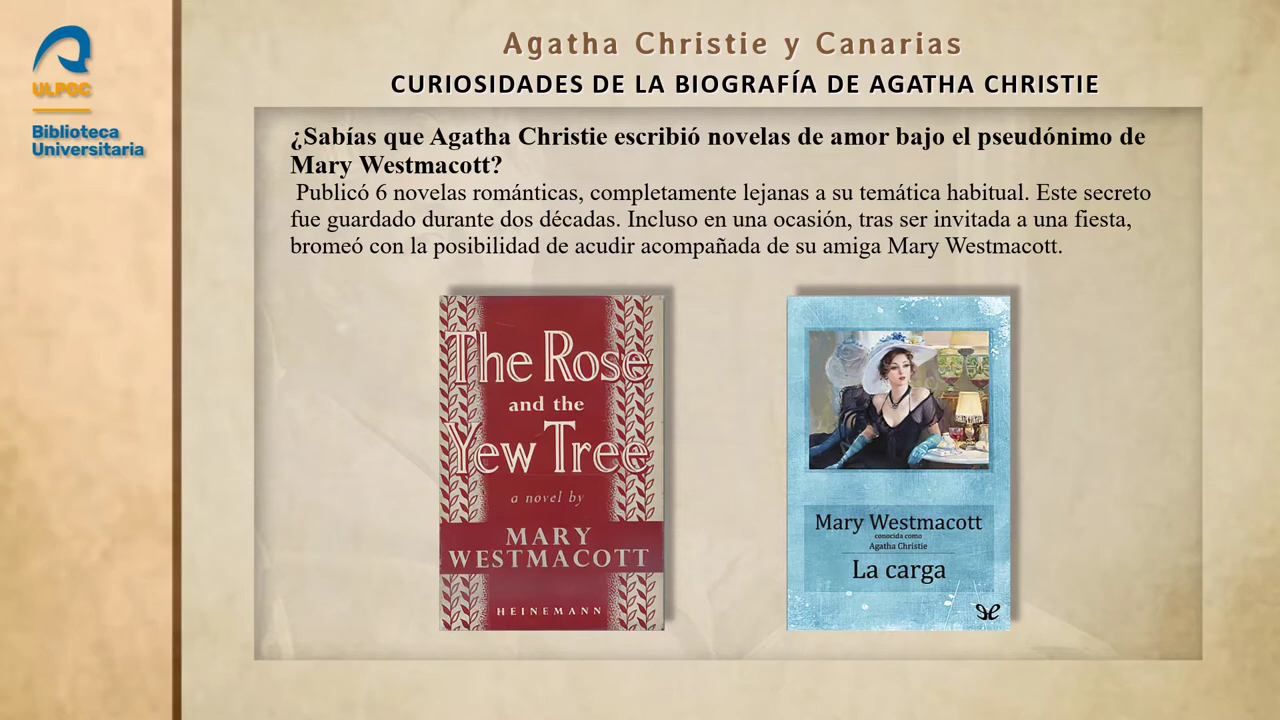 ULPGC
Biblioteca
Universitaria
Agatha Christie y Canarias
CURIOSIDADES DE LA BIOGRAFÍA DE AGATHA CHRISTIE
¿Sabías que Agatha Christie escribió novelas de amor bajo el pseudónimo de
Mary Westmacott?
Publicó 6 novelas románticas, completamente lejanas a su temática habitual. Este secreto
fue guardado durante dos décadas. Incluso en una ocasión, tras ser invitada a una fiesta,
bromeó con la posibilidad de acudir acompañada de su amiga Mary Westmacott.
The Rose
and the
Yew Tree
a novel by
MARY
WESTMACOTT
HEINEMANN
Mary Westmacott
conocida como
Agatha Christie
La carga